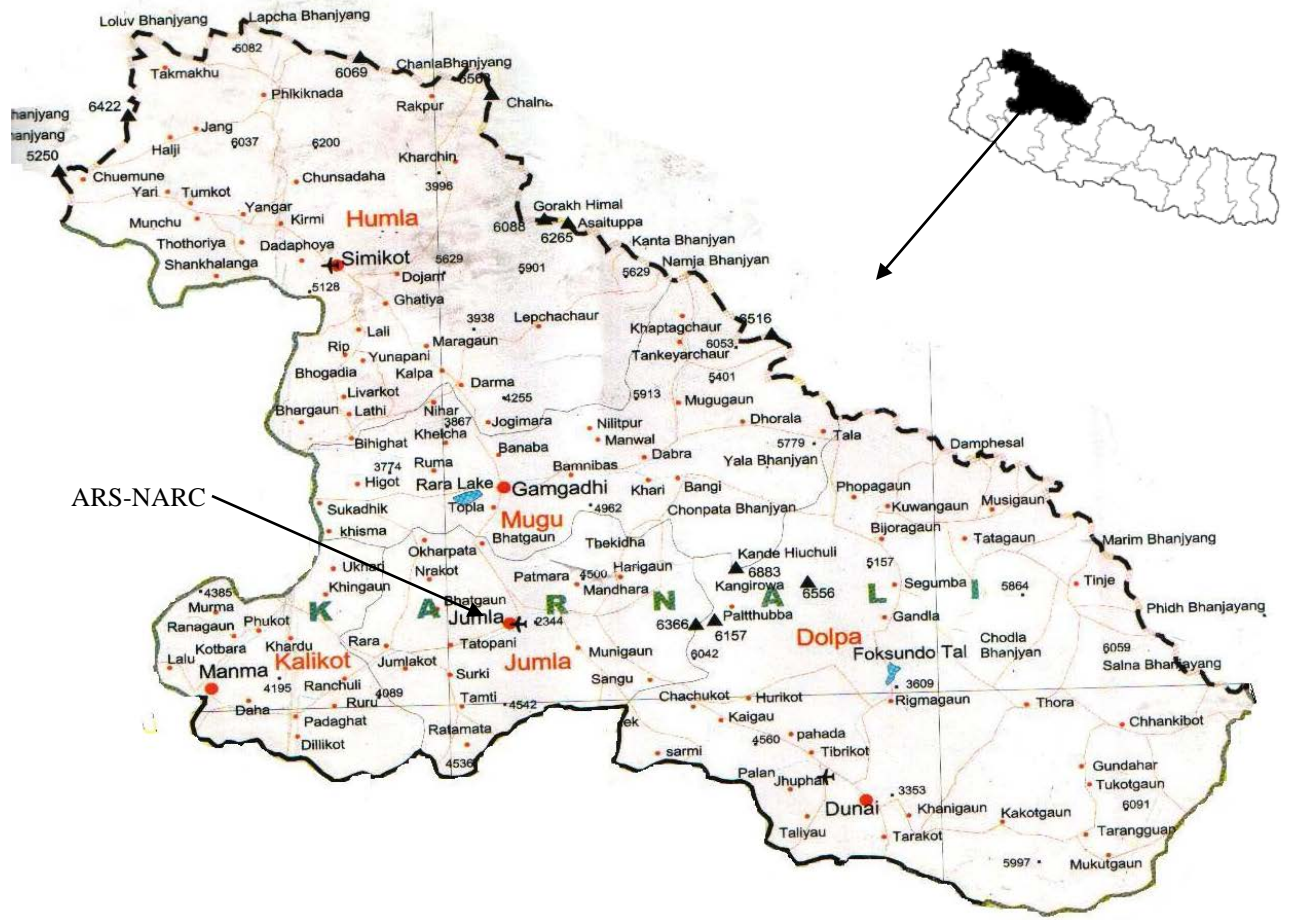 Loluv Bhanjyang
Lapcha Bhanjyang
6082
Takmakhu
6069
ChanlaBhanjyang
6422
Phlkiknada
Rakpur
Chalna
hanjyang
hanjyang
5250
Jang
Halji
6037
6200
Kharchin
3996
Chuemune
Yari
Tumkot
Chunsadaha
Munchu
Yangar
Kirmi
Humla
Gorakh Himal
6088
Asaituppa
6265
Thothoriya
Dadaphoya
Shankhalanga
Simikot
Kanta Bhanjyan
Namja Bhanjyan
5128
Dojam
5629
5901
5629
Ghatiya
Lali
3938
Lepchachaur
Khaptagchaur
6516
6053
Rip
Yunapani
Maragaun
Tankeyarchaur
Bhogadia
Kalpa
Darma
5401
Livarkot
4255
5913
Mugugaun
Bhargaun
Lathi
Nihar
3867
Jogimara
Nilitpur
Dhorala
Bihighat
Khelcha
Banaba
Manwal
5779
Tala
Damphesal
3774
Ruma
Bamnibas
Dabra
Yala Bhanjyan
Higot
Rara Lake
Gamgadhi
Khari
Bangi
Phopagaun
ARS-NARC
Sukadhik
Topla
Mugu
4962
Chonpata Bhanjyan
Kuwangaun
Musigaun
khisma
Bhatgaun
Bijoragaun
Tatagaun
Marim Bhanjyang
Okharpata
Thekidha
Kande Hiuchuli
Ukhari
Nrakot
Patmara
4500
Harigaun
6883
5157
Khingaun
Mandhara
Kangirowa
6556
Segumba
5864
Tinje
4385
Murma
K A R N A L I
Bhatgaun
Paltthubba
Phidh Bhanjayang
Ranagaun
Phukot
Jumla
2344
6366
6157
Gandla
Kotbara
Khardu
Rara
Tatopani
Munigaun
6042
Dolpa
Chodla
Bhanjyan
6059
Lalu
Kalikot
Jumlakot
Jumla
Foksundo Tal
Salna Bhanjayang
Manma
4195
Ranchuli
4089
Surki
Sangu
3609
Daha
Ruru
Tamti
4542
Chachukot
Hurikot
Rigmagaun
Thora
Padaghat
Ratamata
ek
Kaigau
Chhankibot
Dillikot
4536
sarmi
4560
pahada
Tibrikot
Palan
Jhuphal
Gundahar
Tukotgaun
3353
Dunai
Khanigaun
Kakotgaun
6091
Taliyau
Tarakot
Tarangguap
5997
Mukutgaun